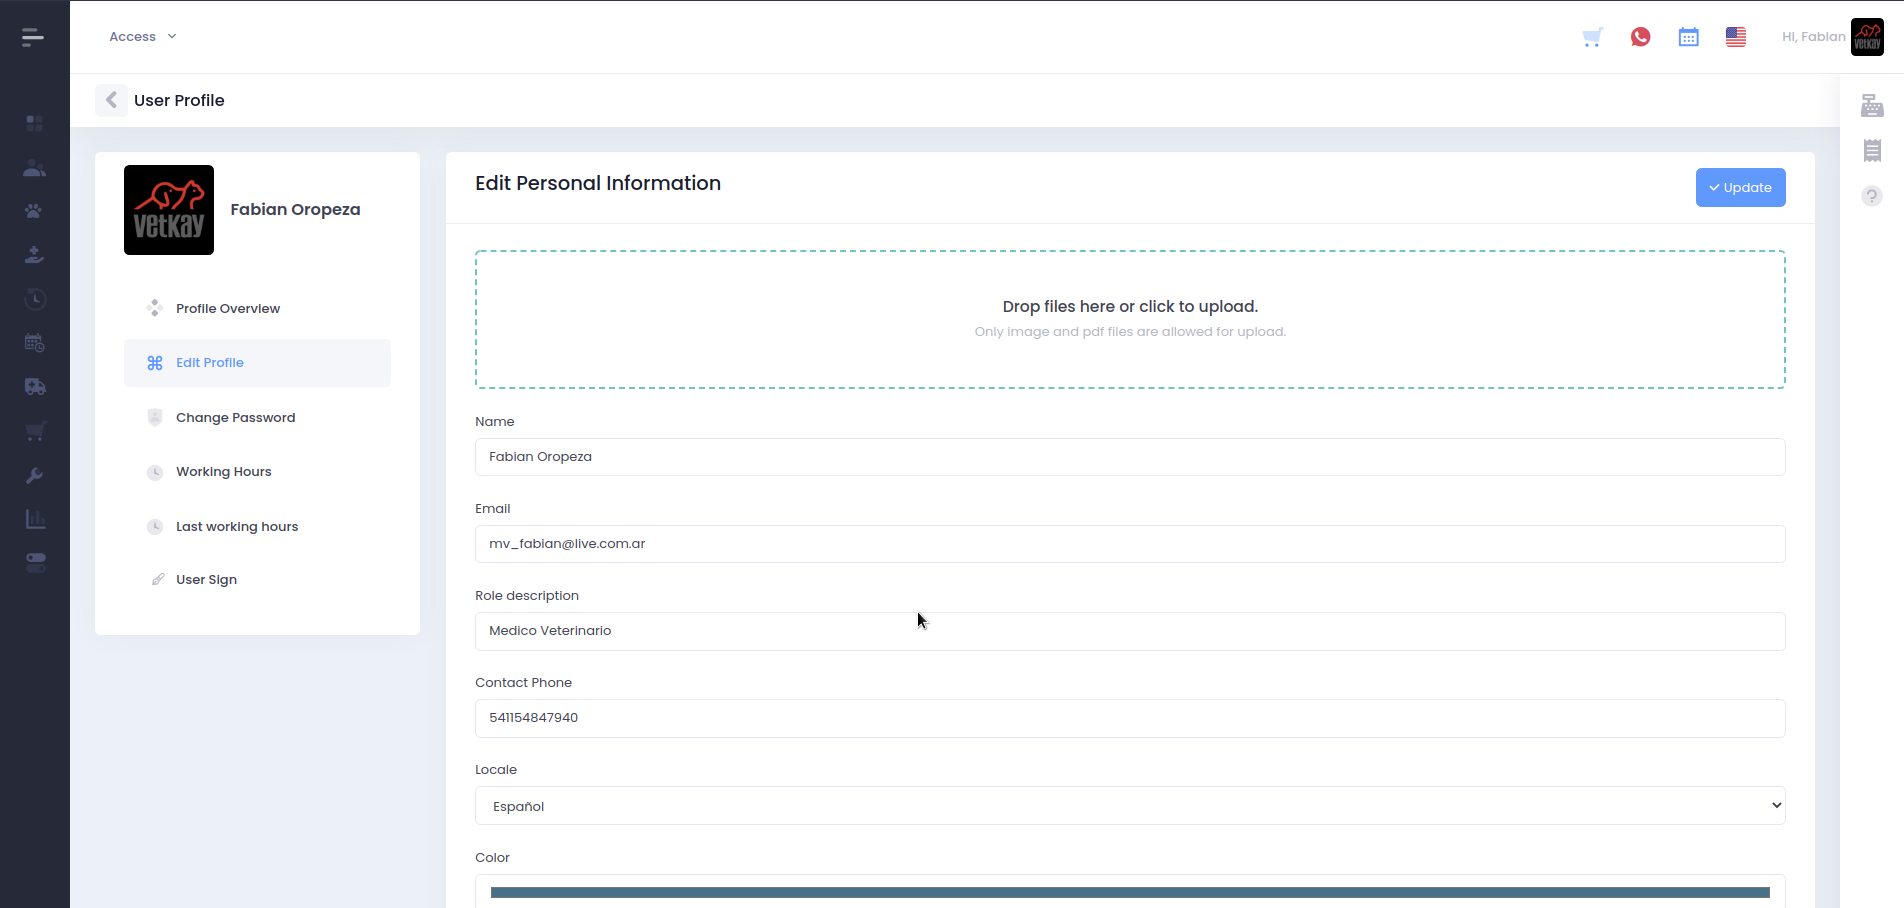 Access
Hi, Fabian
vetkay
User Profile
vetkay
Fabian Oropeza
Profile Overview
Edit Profile
Change Password
Working Hours
Last working hours
User Sign
Edit Personal Information
Update
Drop files here or click to upload.
Only image and pdf files are allowed for upload.
Name
Fabian Oropeza
Email
mv_fabian@live.com.ar
Role description
Medico Veterinario
Contact Phone
541154847940
Locale
Español
Color